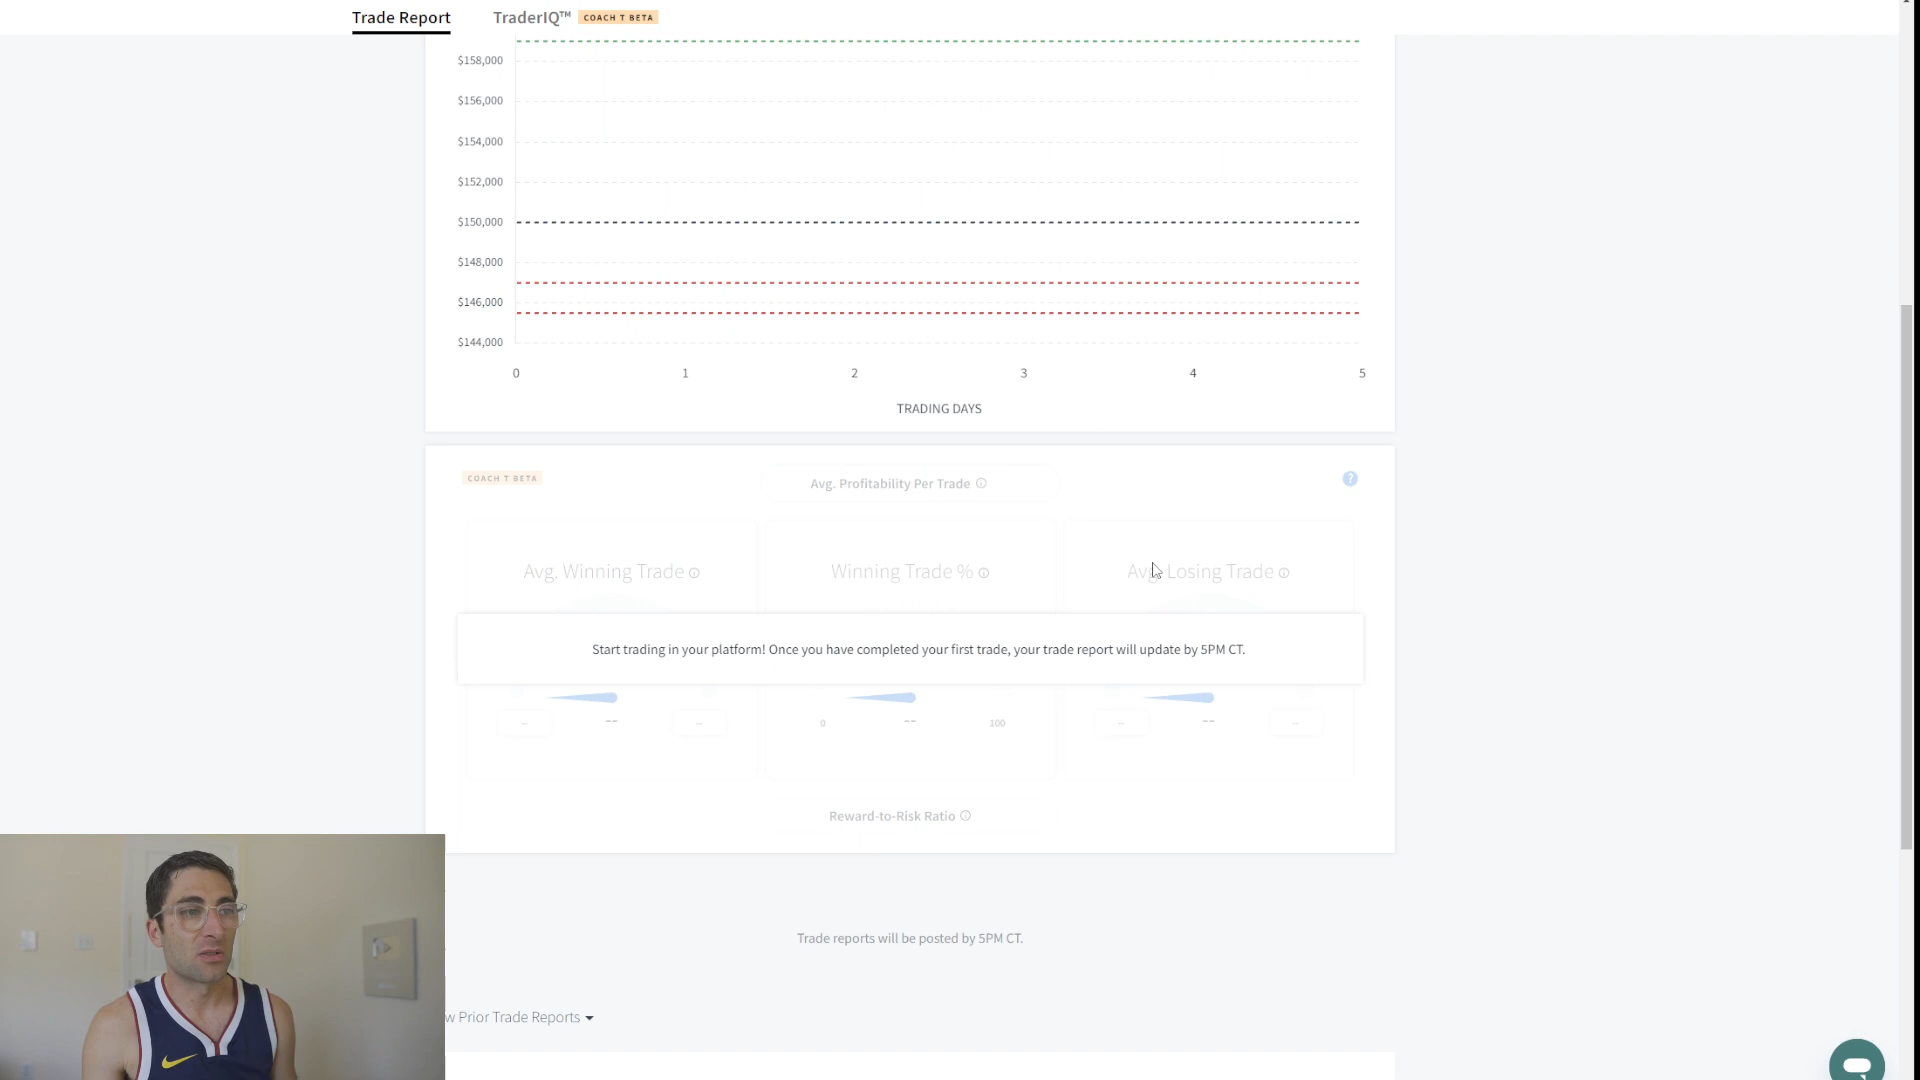 Trade Report
TraderIQ™ COACH T BETA
$158,000
$156,000
$154,000
$152,000
$150,000
$148,000
$146,000
$144,000
0 1 2 3 4 5
TRADING DAYS
COACH T BETA
Avg. Profitability Per Trade
?
Avg. Winning Trade
Winning Trade %
Avg. Losing Trade
Start trading in your platform! Once you have completed your first trade, your trade report will update by 5PM CT.
-- -- --
0 -- 100
-- -- --
Reward-to-Risk Ratio
Trade reports will be posted by 5PM CT.
w Prior Trade Reports